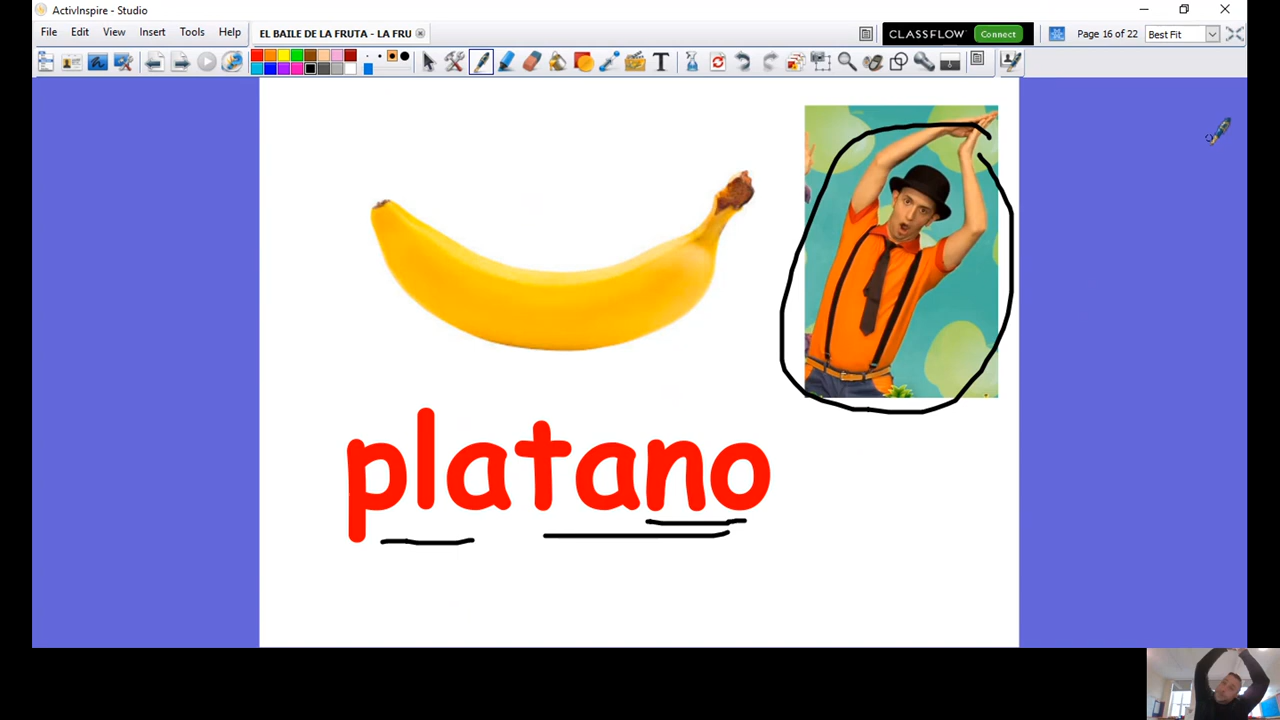 ActivInspire - Studio
File Edit View Insert Tools Help
EL BAILE DE LA FRUTA - LA FRU
CLASSFLOW Connect
Page 16 of 22
Best Fit
platano